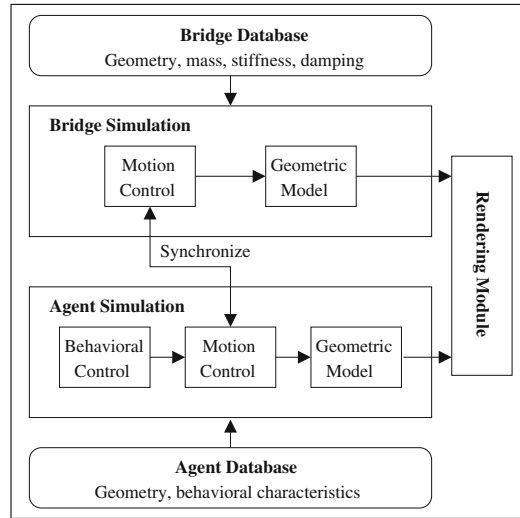 Bridge Database
Geometry, mass, stiffness, damping
Bridge Simulation
Motion
Control
Geometric
Model
Rendering Module
Synchronize
Agent Simulation
Behavioral
Control
Motion
Control
Geometric
Model
Agent Database
Geometry, behavioral characteristics